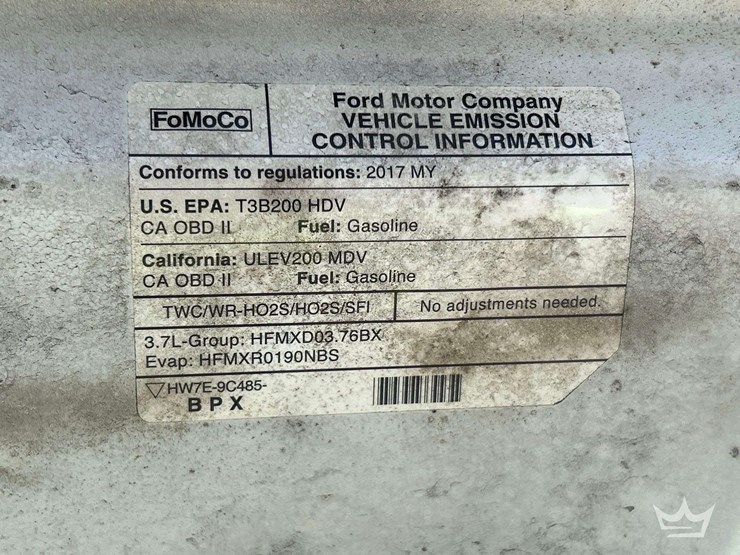 FoMoCo
Ford Motor Company
VEHICLE EMISSION
CONTROL INFORMATION
Conforms to regulations: 2017 MY
U.S. EPA: T3B200 HDV
CA OBD II Fuel: Gasoline
California: ULEV200 MDV
CA OBD II Fuel: Gasoline
TWC/WR-HO2S/HO2S/SFI No adjustments needed.
3.7L-Group: HFMXD03.76BX
Evap: HFMXR0190NBS
HW7E-9C485-
B P X